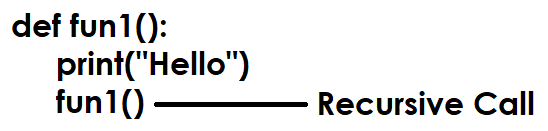 def fun1():
print("Hello")
fun1() Recursive Call